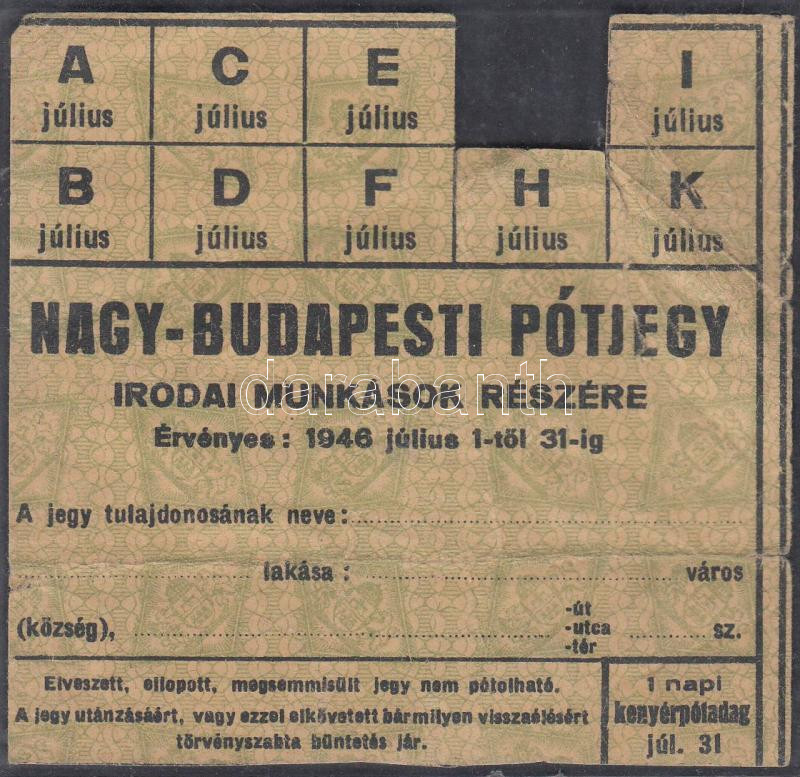 A C E I
július július július július
B D F H K
július július július július július
NAGY-BUDAPESTI PÓTJEGY
IRODAI MUNKÁSOK RÉSZÉRE
darabanth
Érvényes: 1946 július 1-től 31-ig
A jegy tulajdonosának neve:
lakása: város
-út
(község), -utca sz.
-tér
Elveszett, ellopott, megsemmisült jegy nem pótolható.
A jegy utánzásáért, vagy ezzel elkövetett bármilyen visszaélésért
törvényszabta büntetés jár.
1 napi
kenyérpótadag
júl. 31